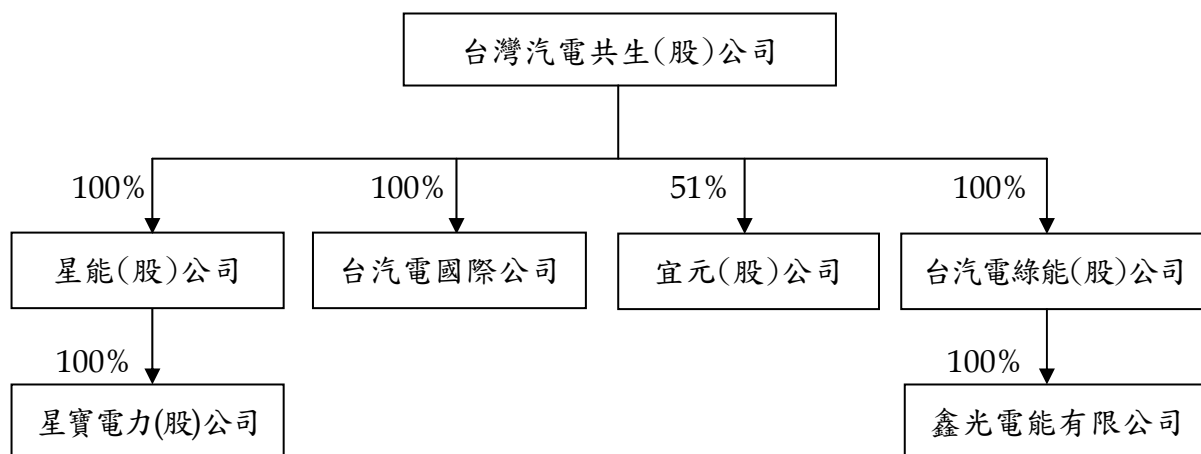 台灣汽電共生(股)公司
100%
100%
51%
100%
星能(股)公司
台汽電國際公司
宜元(股)公司
台汽電綠能(股)公司
100%
100%
星寶電力(股)公司
鑫光電能有限公司